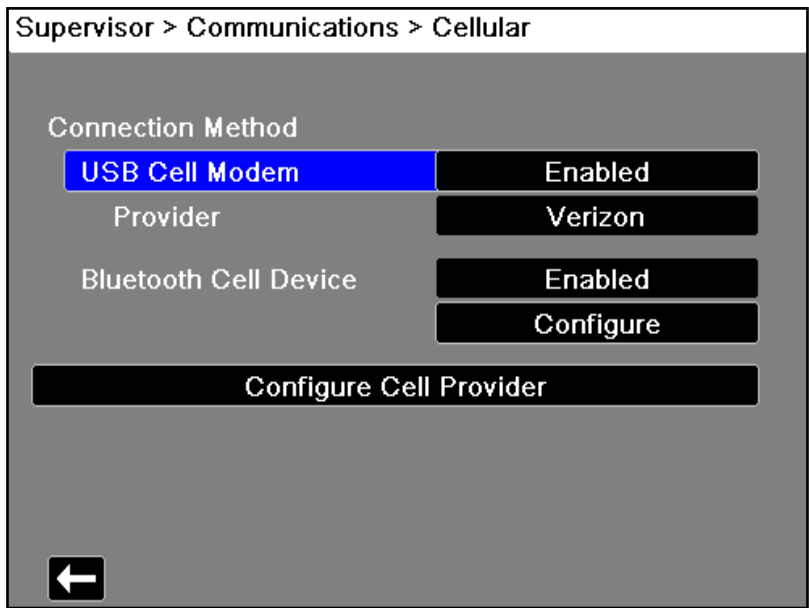 Supervisor > Communications > Cellular
Connection Method
USB Cell Modem Enabled
Provider Verizon
Bluetooth Cell Device Enabled
Configure
Configure Cell Provider